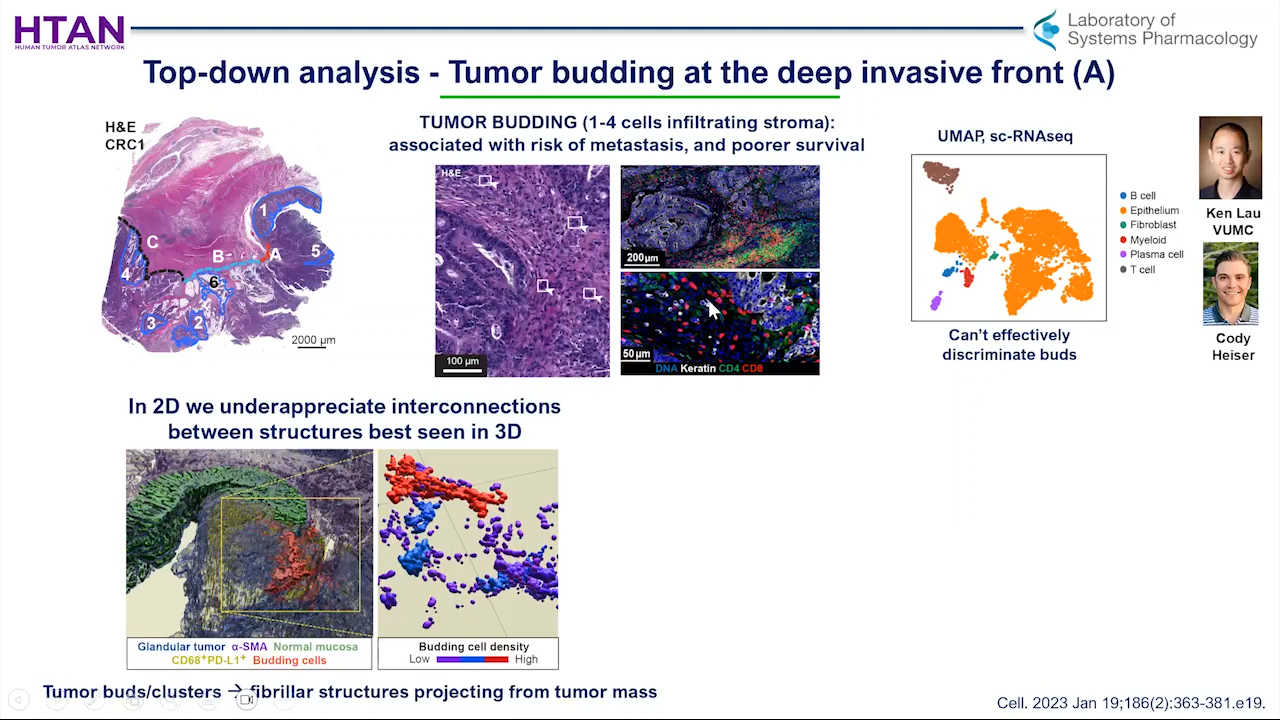 HTAN
HUMAN TUMOR ATLAS NETWORK
Laboratory of
Systems Pharmacology
Top-down analysis - Tumor budding at the deep invasive front (A)
H&E
CRC1
1
C
B
A
5
4
6
3
2
2000 µm
TUMOR BUDDING (1-4 cells infiltrating stroma):
associated with risk of metastasis, and poorer survival
H&E
100 µm
200µm
50 µm
DNA Keratin CD4 CD8
UMAP, sc-RNAseq
B cell
Epithelium
Fibroblast
Myeloid
Plasma cell
T cell
Can't effectively
discriminate buds
Ken Lau
VUMC
Cody
Heiser
In 2D we underappreciate interconnections
between structures best seen in 3D
Glandular tumor α-SMA Normal mucosa
CD68+PD-L1+ Budding cells
Budding cell density
Low High
Tumor buds/clusters → fibrillar structures projecting from tumor mass
Cell. 2023 Jan 19;186(2):363-381.e19.